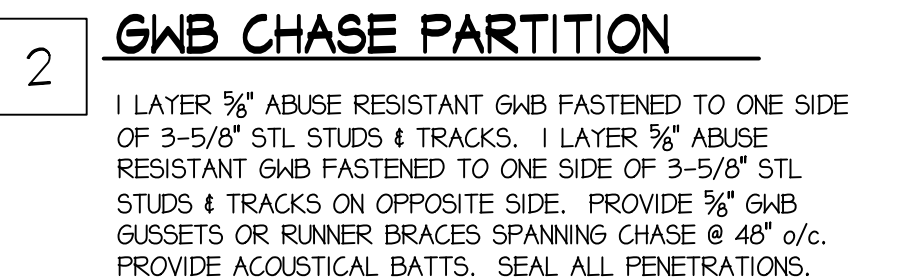 2
GWB CHASE PARTITION
1 LAYER 5/8" ABUSE RESISTANT GWB FASTENED TO ONE SIDE
OF 3-5/8" STL STUDS & TRACKS. 1 LAYER 5/8" ABUSE
RESISTANT GWB FASTENED TO ONE SIDE OF 3-5/8" STL
STUDS & TRACKS ON OPPOSITE SIDE. PROVIDE 5/8" GWB
GUSSETS OR RUNNER BRACES SPANNING CHASE @ 48" o/c.
PROVIDE ACOUSTICAL BATTS. SEAL ALL PENETRATIONS.